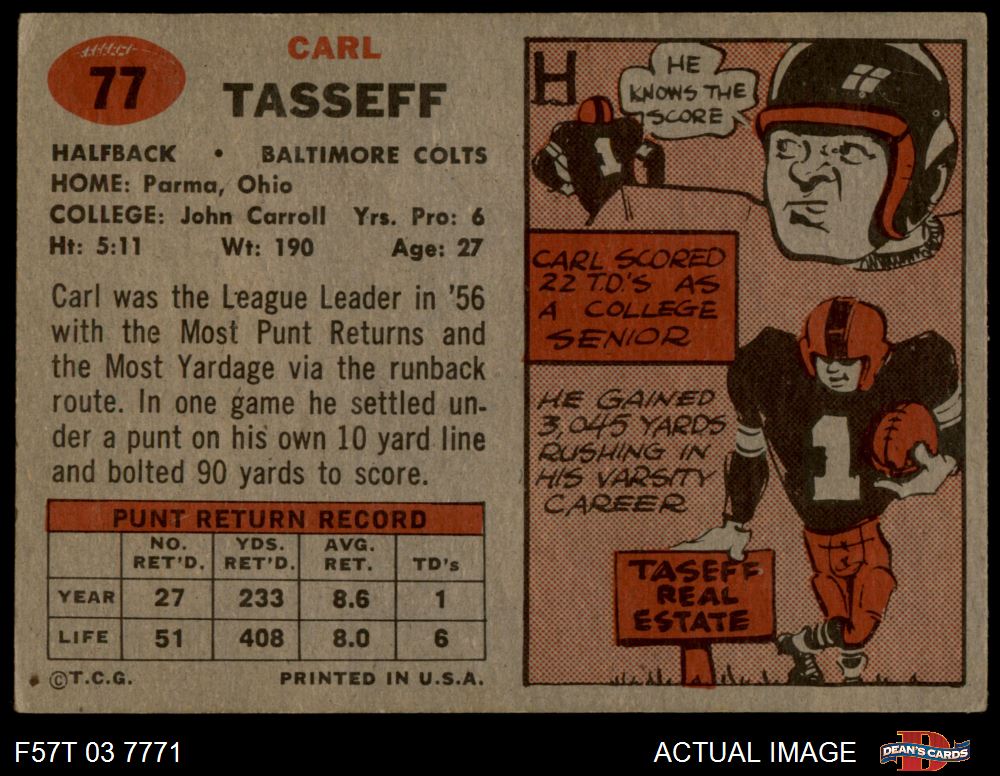 77
CARL
TASSEFF
HALFBACK • BALTIMORE COLTS
HOME: Parma, Ohio
COLLEGE: John Carroll Yrs. Pro: 6
Ht: 5:11 Wt: 190 Age: 27
Carl was the League Leader in '56
with the Most Punt Returns and
the Most Yardage via the runback
route. In one game he settled un-
der a punt on his own 10 yard line
and bolted 90 yards to score.
PUNT RETURN RECORD
NO. RET'D. YDS. RET'D. AVG. RET. TD's
YEAR 27 233 8.6 1
LIFE 51 408 8.0 6
©T.C.G. PRINTED IN U.S.A.
H
HE
KNOWS THE
SCORE
1
CARL SCORED
22 T.D.'S AS
A COLLEGE
SENIOR
HE GAINED
3,045 YARDS
RUSHING IN
HIS VARSITY
CAREER
1
TASEFF
REAL
ESTATE
F57T 03 7771
ACTUAL IMAGE
D
DEAN'S CARDS